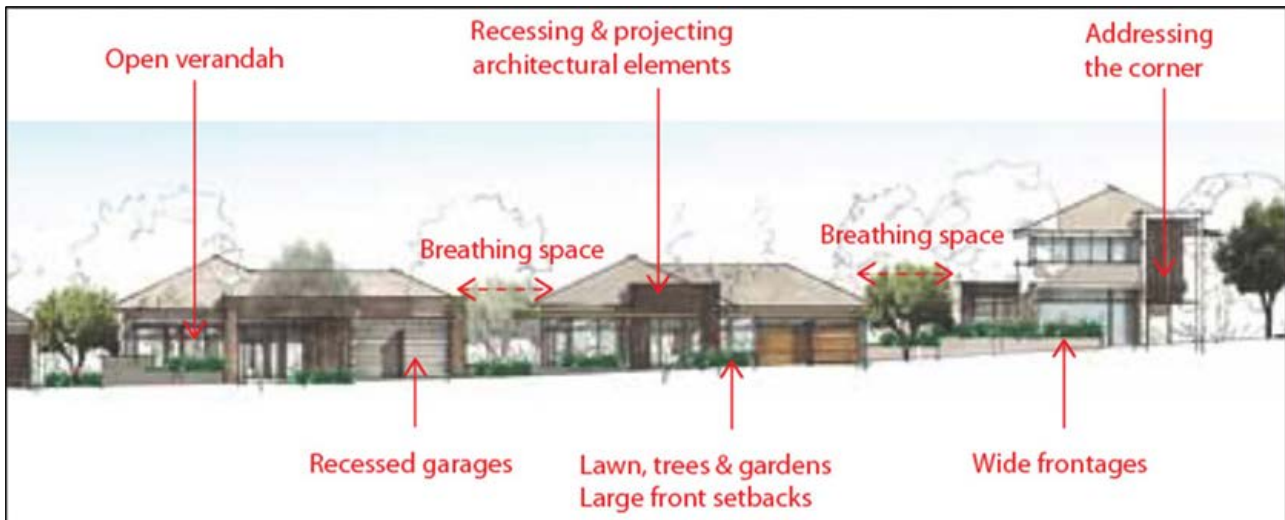 Open verandah
Recessing & projecting
architectural elements
Addressing
the corner
Breathing space
Breathing space
Recessed garages
Lawn, trees & gardens
Large front setbacks
Wide frontages